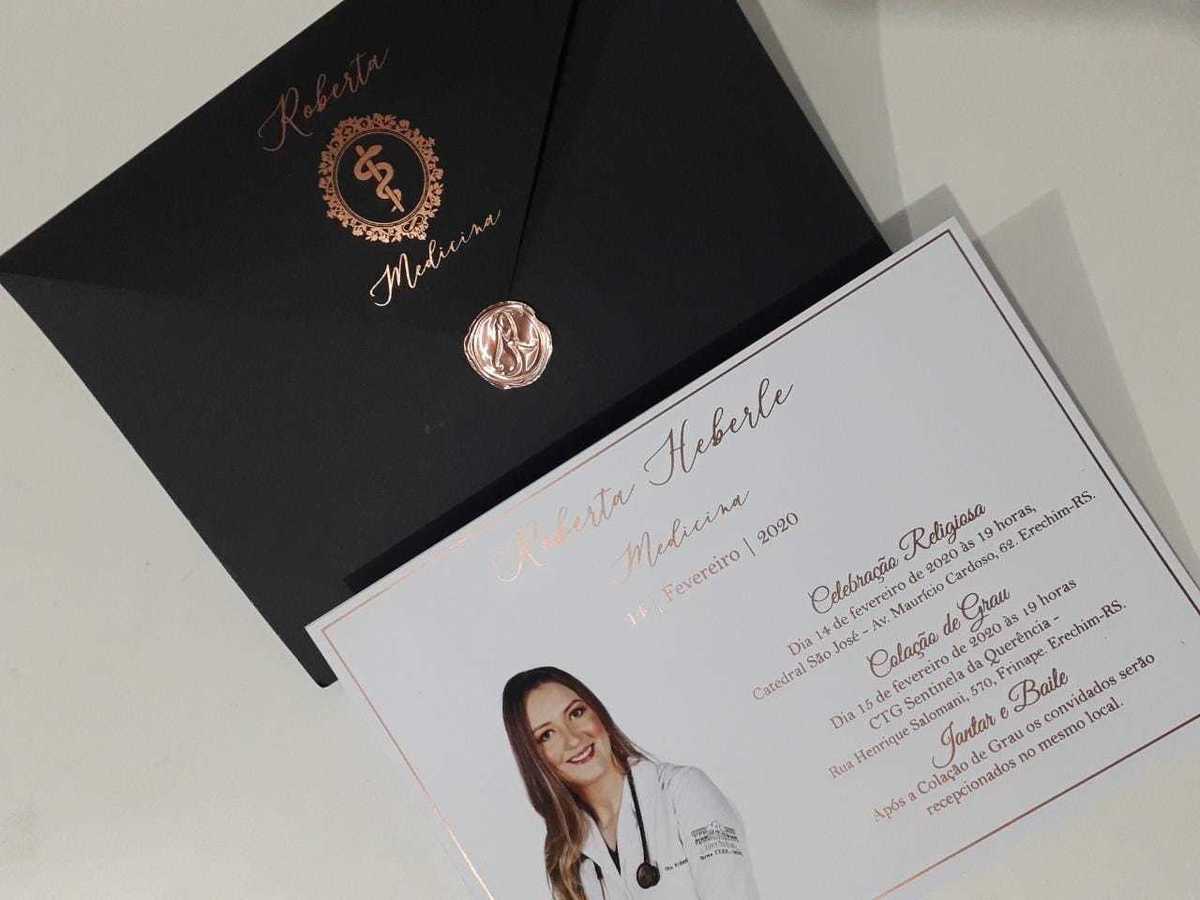 Roberta
Medicina
Roberta Heberle
Medicina
14 | Fevereiro | 2020
Celebração Religiosa
Dia 14 de fevereiro de 2020 às 19 horas,
Catedral São José - Av. Maurício Cardoso, 62. Erechim-RS.
Colação de Grau
Dia 15 de fevereiro de 2020 às 19 horas
CTG Sentinela da Querência -
Rua Henrique Salomani, 570, Frinape. Erechim-RS.
Jantar e Baile
Após a Colação de Grau os convidados serão
recepcionados no mesmo local.